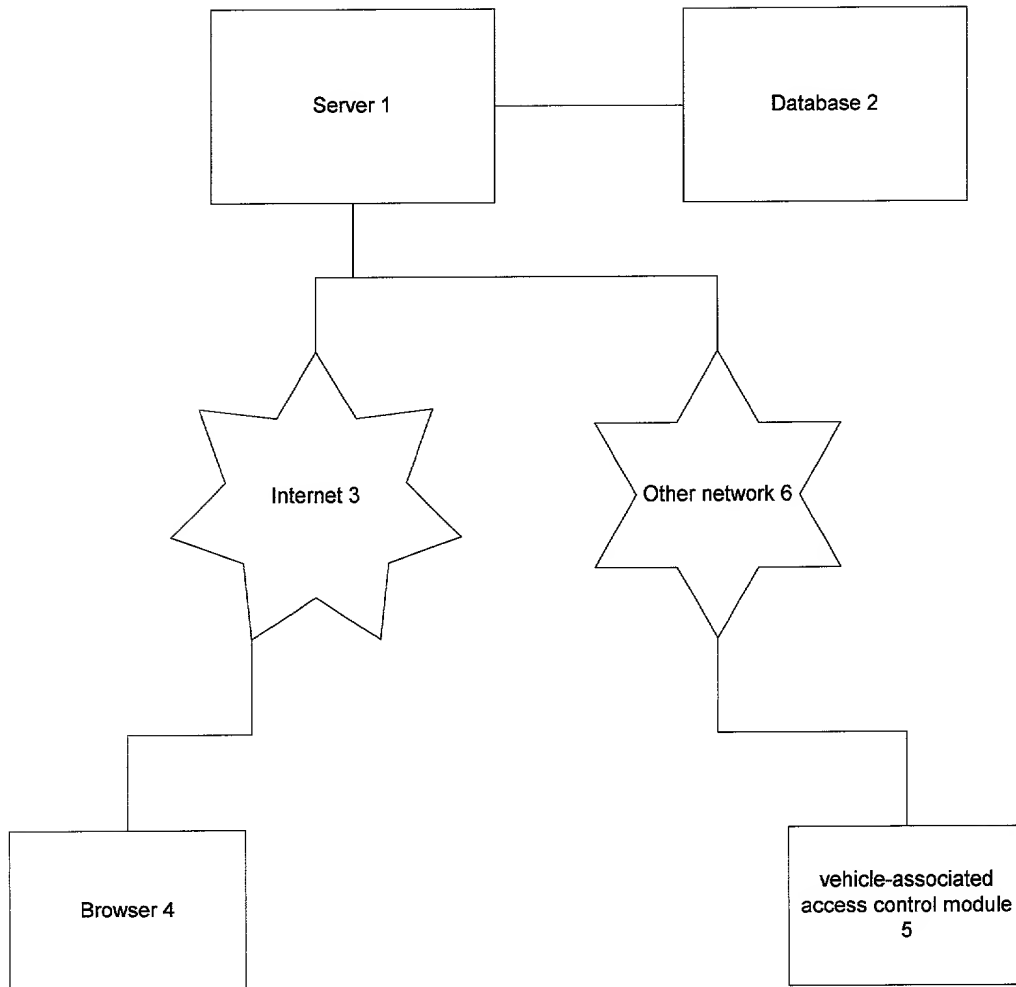 Server 1
Database 2
Internet 3
Other network 6
Browser 4
vehicle-associated
access control module
5